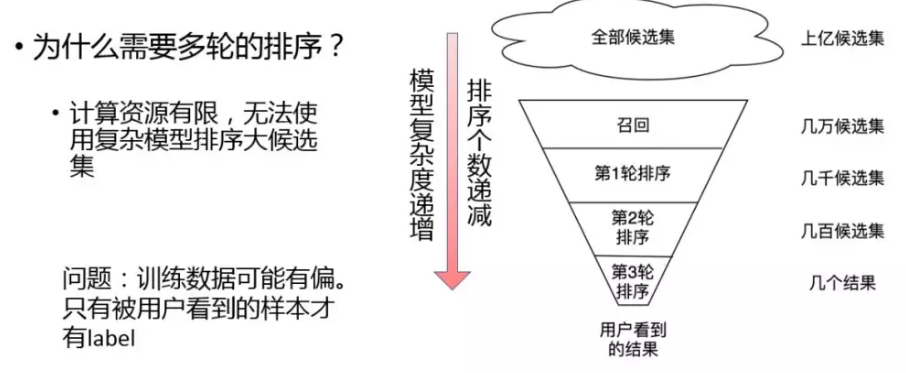 • 为什么需要多轮的排序？
• 计算资源有限，无法使
用复杂模型排序大候选
集
问题：训练数据可能有偏。
只有被用户看到的样本才
有label
模型复杂度递增
排序个数递减
全部候选集
上亿候选集
召回
几万候选集
第1轮排序
几千候选集
第2轮
排序
几百候选集
第3轮
排序
几个结果
用户看到
的结果